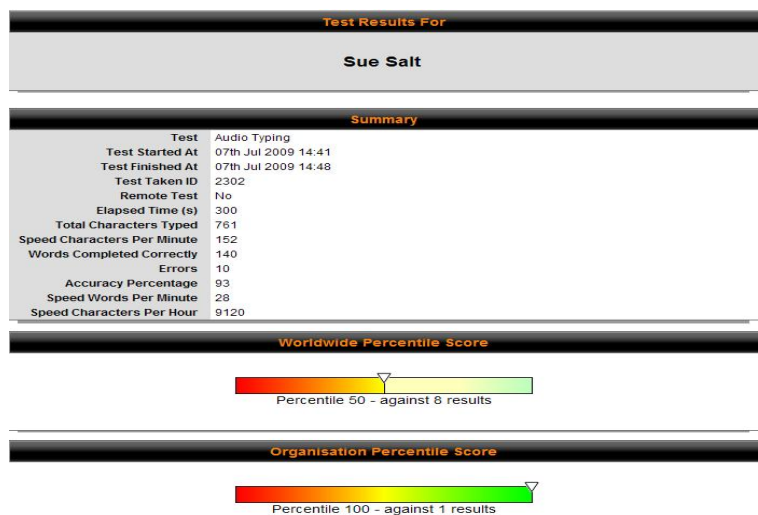 Test Results For
Sue Salt
Summary
Test Audio Typing
Test Started At 07th Jul 2009 14:41
Test Finished At 07th Jul 2009 14:48
Test Taken ID 2302
Remote Test No
Elapsed Time (s) 300
Total Characters Typed 761
Speed Characters Per Minute 152
Words Completed Correctly 140
Errors 10
Accuracy Percentage 93
Speed Words Per Minute 28
Speed Characters Per Hour 9120
Worldwide Percentile Score
Percentile 50 - against 8 results
Organisation Percentile Score
Percentile 100 - against 1 results